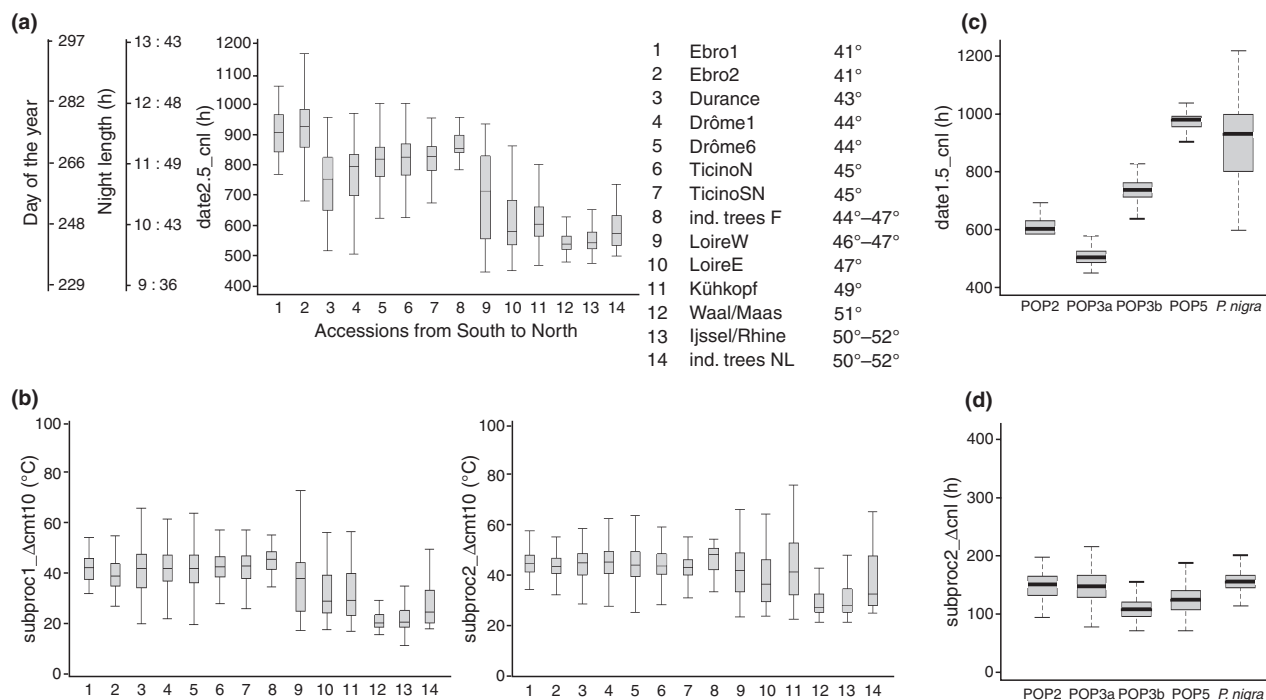 (a)
Day of the year
297
282
266
248
229
Night length (h)
13 : 43
12 : 48
11 : 49
10 : 43
9 : 36
date2.5_cnl (h)
1200
1100
1000
900
800
700
600
500
400
1 2 3 4 5 6 7 8 9 10 11 12 13 14
Accessions from South to North
1 Ebro1 41°
2 Ebro2 41°
3 Durance 43°
4 Drôme1 44°
5 Drôme6 44°
6 TicinoN 45°
7 TicinoSN 45°
8 ind. trees F 44°–47°
9 LoireW 46°–47°
10 LoireE 47°
11 Kühkopf 49°
12 Waal/Maas 51°
13 Ijssel/Rhine 50°–52°
14 ind. trees NL 50°–52°
(c)
date1.5_cnl (h)
1200
1000
800
600
400
POP2 POP3a POP3b POP5 P. nigra
(b)
subproc1_Δcmt10 (°C)
100
80
60
40
20
0
1 2 3 4 5 6 7 8 9 10 11 12 13 14
subproc2_Δcmt10 (°C)
100
80
60
40
20
0
1 2 3 4 5 6 7 8 9 10 11 12 13 14
(d)
subproc2_Δcnl (h)
400
300
200
150
100
0
POP2 POP3a POP3b POP5 P. nigra